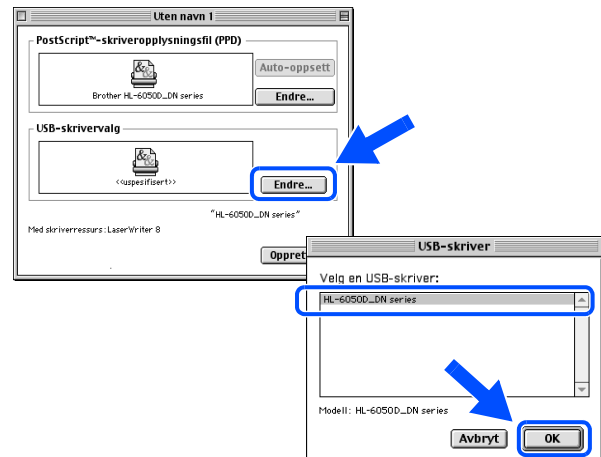 Uten navn 1
PostScript™-skriveropplysningsfil (PPD)
Auto-oppsett
Brother HL-6050D_DN series
Endre...
USB-skrivervalg
<<uspesifisert>>
Endre...
"HL-6050D_DN series"
Med skriverressurs: LaserWriter 8
Oppret
USB-skriver
Velg en USB-skriver:
HL-6050D_DN series
Modell: HL-6050D_DN series
Avbryt
OK